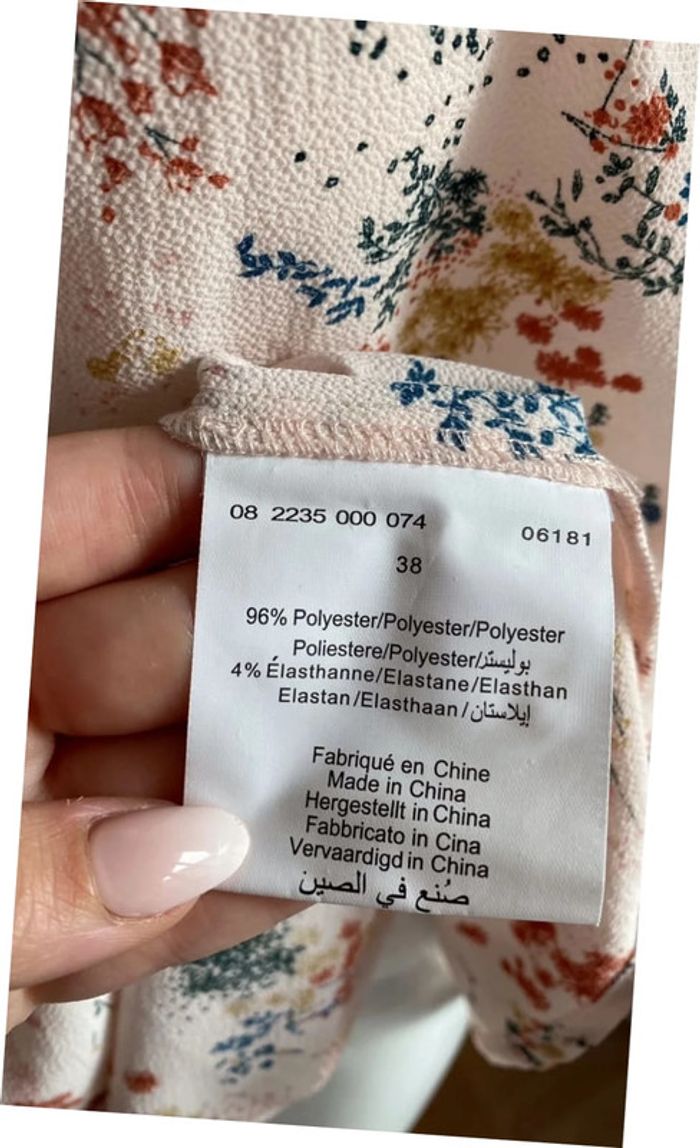 08 2235 000 074 06181
38
96% Polyester/Polyester/Polyester
Poliestere/Polyester/بوليستر
4% Élasthanne/Elastane/Elasthan
Elastan/Elasthaan/إيلاستان
Fabriqué en Chine
Made in China
Hergestellt in China
Fabbricato in Cina
Vervaardigd in China
صُنع في الصين